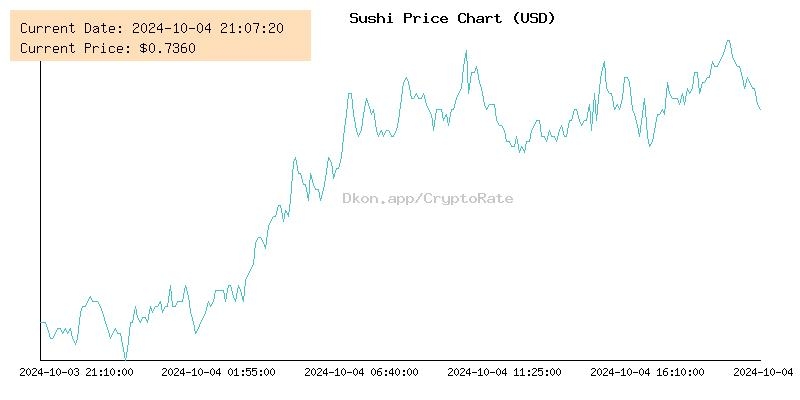 Sushi Price Chart (USD)
Current Date: 2024-10-04 21:07:20
Current Price: $0.7360
Dkon.app/CryptoRate
2024-10-03 21:10:00 2024-10-04 01:55:00 2024-10-04 06:40:00 2024-10-04 11:25:00 2024-10-04 16:10:00 2024-10-04